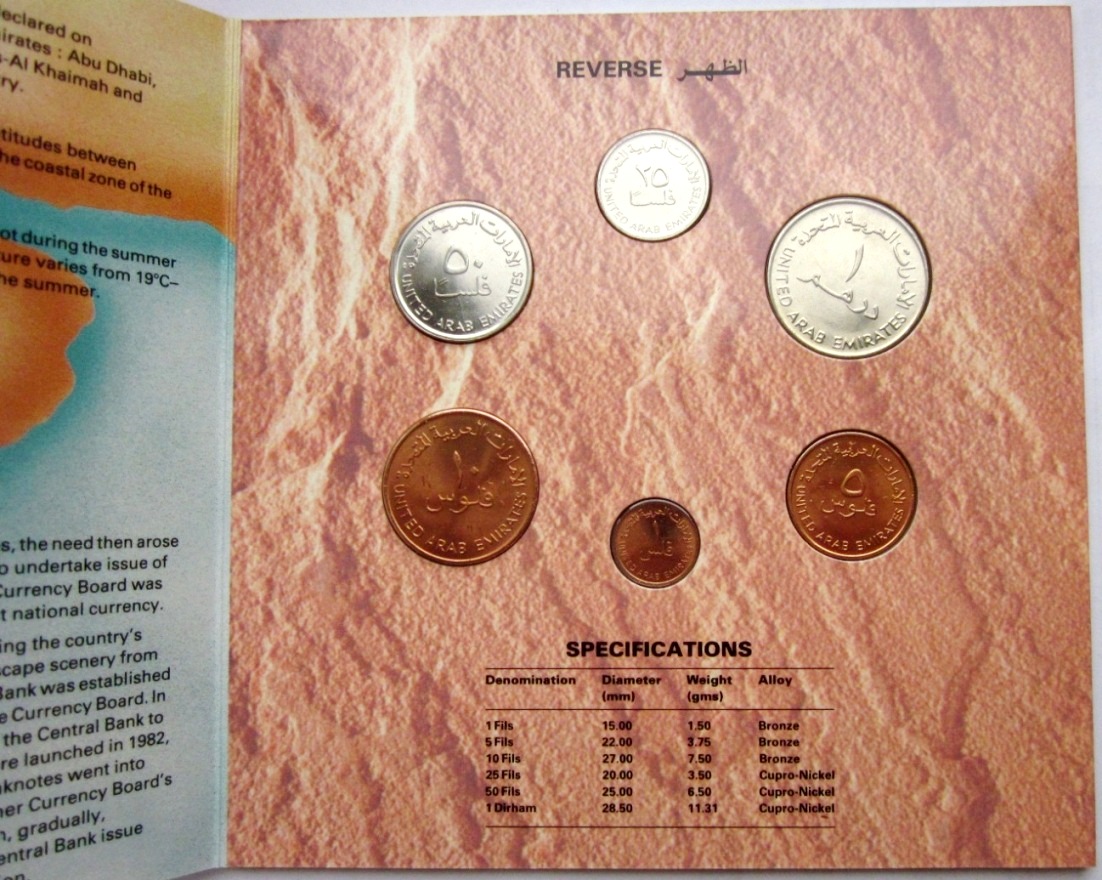 eclared on
irates : Abu Dhabi,
-Al Khaimah and
ry.
titudes between
he coastal zone of the
ot during the summer
ure varies from 19°C–
he summer.
s, the need then arose
o undertake issue of
Currency Board was
t national currency.
ing the country's
scape scenery from
Bank was established
e Currency Board. In
the Central Bank to
re launched in 1982,
nknotes went into
ner Currency Board's
n, gradually,
entral Bank issue
on.
REVERSE الظهر
الإمارات العربية المتحدة
٢٥
فلسا
UNITED ARAB EMIRATES
الإمارات العربية المتحدة
٥٠
فلسا
UNITED ARAB EMIRATES
الإمارات العربية المتحدة
١
درهم
UNITED ARAB EMIRATES
الإمارات العربية المتحدة
١٠
فلوس
UNITED ARAB EMIRATES
١
فلس
UNITED ARAB EMIRATES
الإمارات العربية المتحدة
٥
فلوس
UNITED ARAB EMIRATES
SPECIFICATIONS
Denomination Diameter (mm) Weight (gms) Alloy
1 Fils 15.00 1.50 Bronze
5 Fils 22.00 3.75 Bronze
10 Fils 27.00 7.50 Bronze
25 Fils 20.00 3.50 Cupro-Nickel
50 Fils 25.00 6.50 Cupro-Nickel
1 Dirham 28.50 11.31 Cupro-Nickel